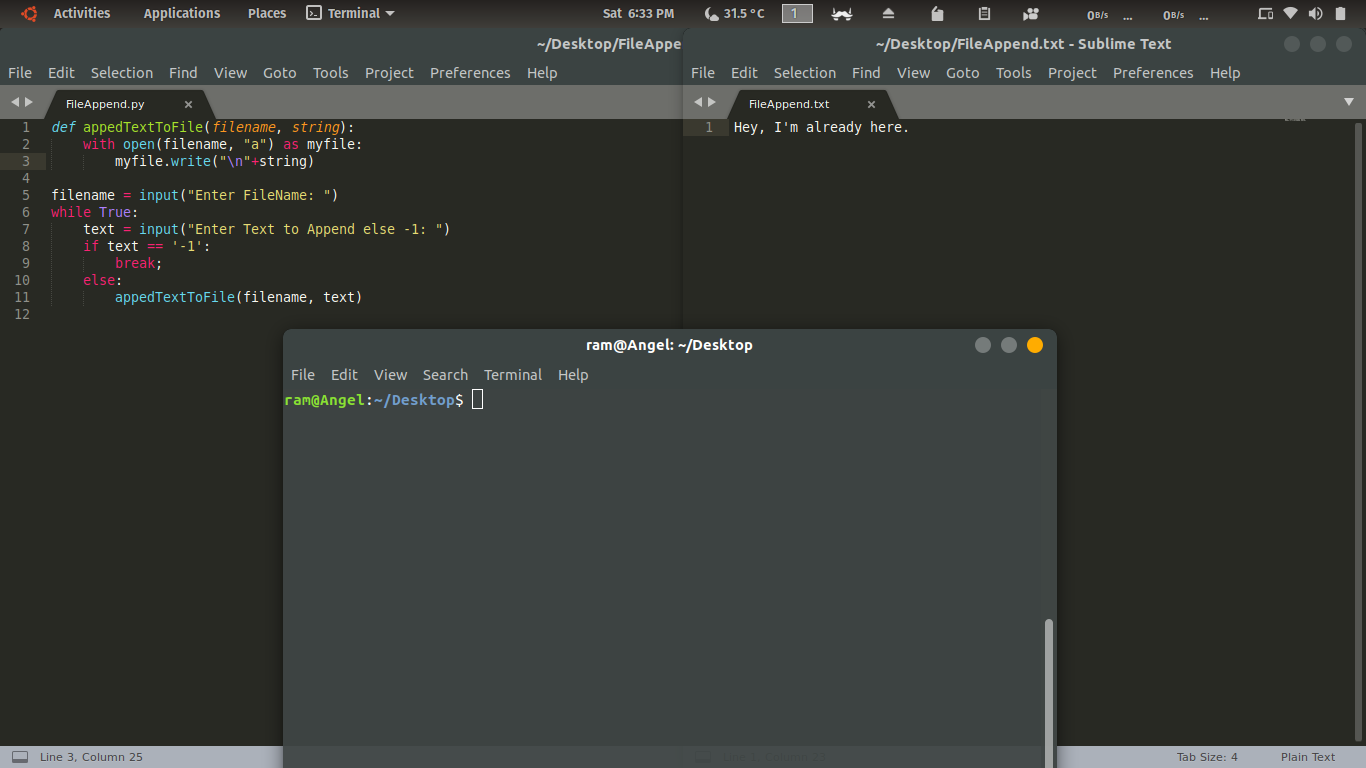 Activities Applications Places Terminal Sat 6:33 PM 31.5 °C 1 0B/s ... 0B/s ...
~/Desktop/FileAppe
File Edit Selection Find View Goto Tools Project Preferences Help
FileAppend.py ×
1 def appedTextToFile(filename, string):
2 with open(filename, "a") as myfile:
3 myfile.write("\n"+string)
4
5 filename = input("Enter FileName: ")
6 while True:
7 text = input("Enter Text to Append else -1: ")
8 if text == '-1':
9 break;
10 else:
11 appedTextToFile(filename, text)
12
Line 3, Column 25
~/Desktop/FileAppend.txt - Sublime Text
File Edit Selection Find View Goto Tools Project Preferences Help
FileAppend.txt ×
1 Hey, I'm already here.
Tab Size: 4 Plain Text
ram@Angel: ~/Desktop
File Edit View Search Terminal Help
ram@Angel:~/Desktop$